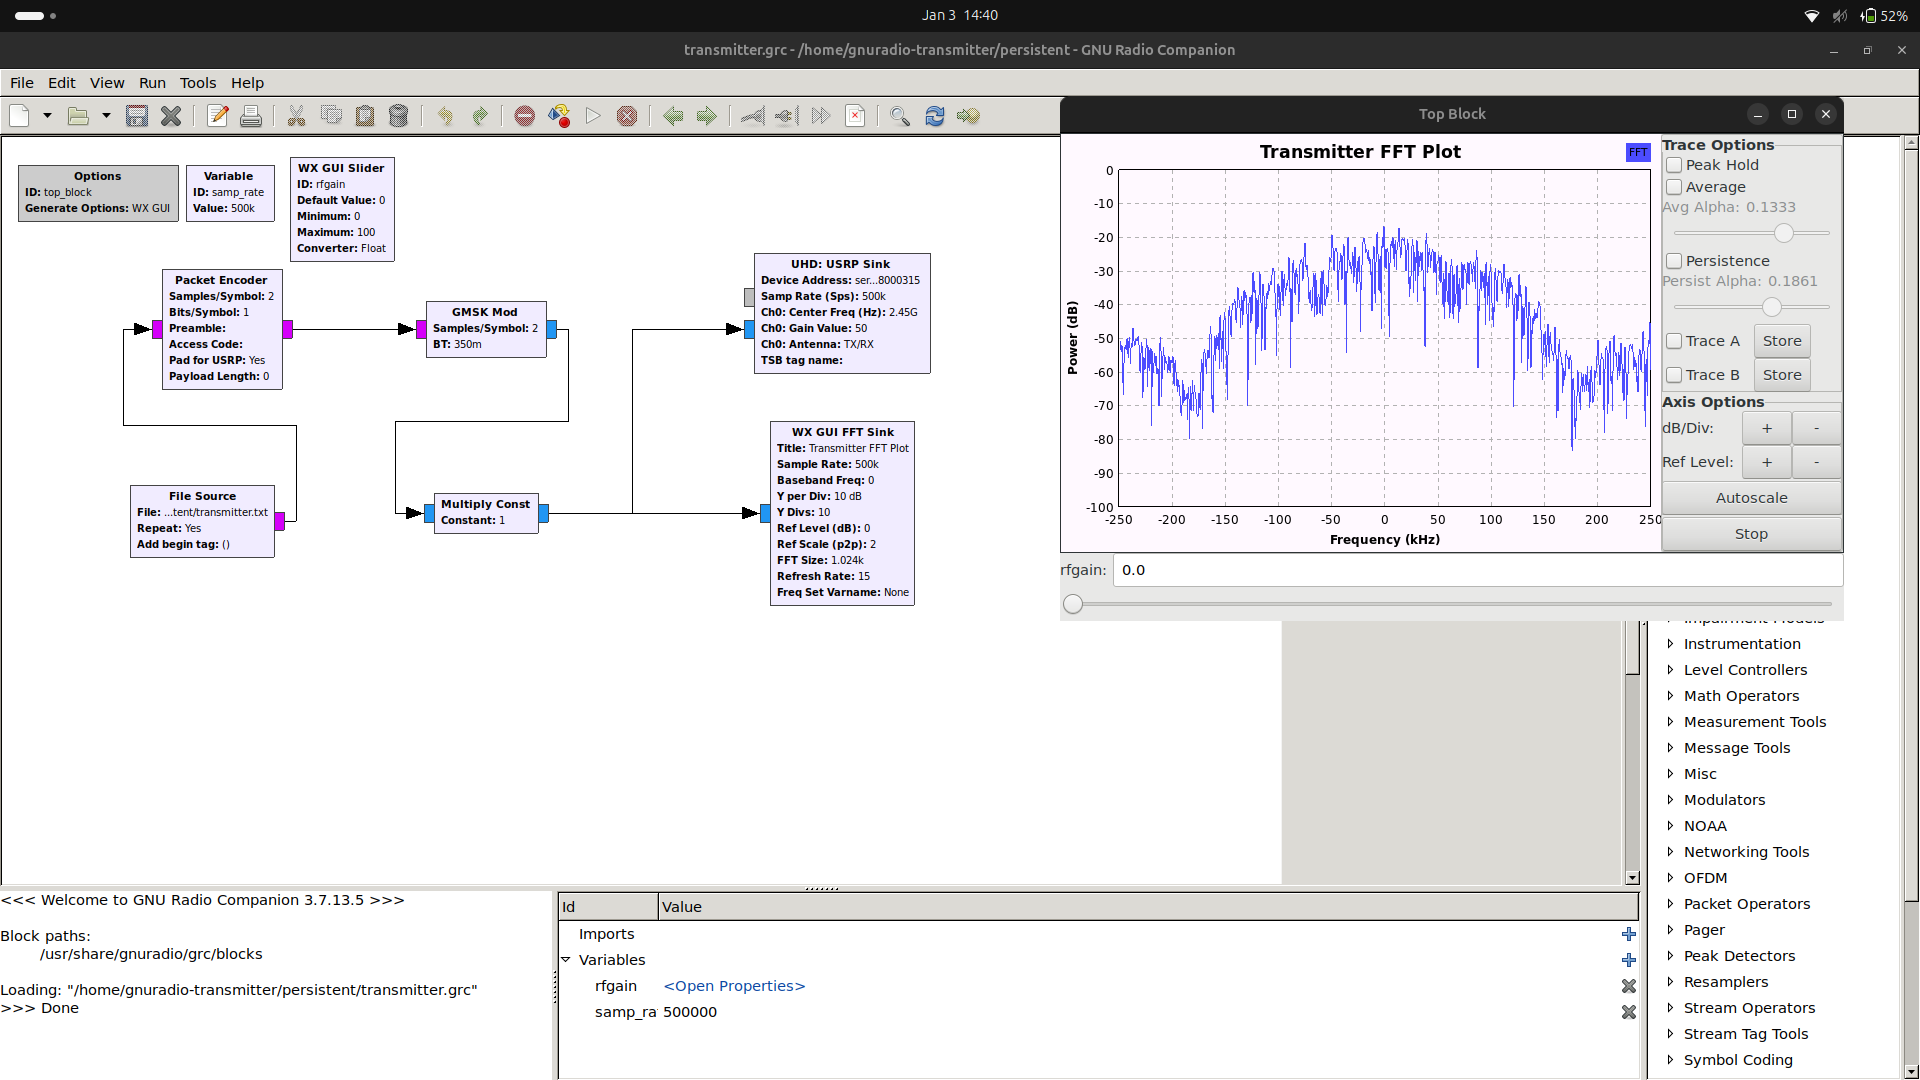 Jan 3 14:40
52%
transmitter.grc - /home/gnuradio-transmitter/persistent - GNU Radio Companion
File Edit View Run Tools Help
Options
ID: top_block
Generate Options: WX GUI
Variable
ID: samp_rate
Value: 500k
WX GUI Slider
ID: rfgain
Default Value: 0
Minimum: 0
Maximum: 100
Converter: Float
Packet Encoder
Samples/Symbol: 2
Bits/Symbol: 1
Preamble:
Access Code:
Pad for USRP: Yes
Payload Length: 0
GMSK Mod
Samples/Symbol: 2
BT: 350m
UHD: USRP Sink
Device Address: ser...8000315
Samp Rate (Sps): 500k
Ch0: Center Freq (Hz): 2.45G
Ch0: Gain Value: 50
Ch0: Antenna: TX/RX
TSB tag name:
File Source
File: ...tent/transmitter.txt
Repeat: Yes
Add begin tag: ()
Multiply Const
Constant: 1
WX GUI FFT Sink
Title: Transmitter FFT Plot
Sample Rate: 500k
Baseband Freq: 0
Y per Div: 10 dB
Y Divs: 10
Ref Level (dB): 0
Ref Scale (p2p): 2
FFT Size: 1.024k
Refresh Rate: 15
Freq Set Varname: None
Top Block
Transmitter FFT Plot
FFT
Power (dB)
0
-10
-20
-30
-40
-50
-60
-70
-80
-90
-100
-250 -200 -150 -100 -50 0 50 100 150 200 250
Frequency (kHz)
Trace Options
Peak Hold
Average
Avg Alpha: 0.1333
Persistence
Persist Alpha: 0.1861
Trace A Store
Trace B Store
Axis Options
dB/Div: + -
Ref Level: + -
Autoscale
Stop
rfgain: 0.0
Impairment Models
Instrumentation
Level Controllers
Math Operators
Measurement Tools
Message Tools
Misc
Modulators
NOAA
Networking Tools
OFDM
Packet Operators
Pager
Peak Detectors
Resamplers
Stream Operators
Stream Tag Tools
Symbol Coding
<<< Welcome to GNU Radio Companion 3.7.13.5 >>>
Block paths:
/usr/share/gnuradio/grc/blocks
Loading: "/home/gnuradio-transmitter/persistent/transmitter.grc"
>>> Done
Id Value
Imports
Variables
rfgain <Open Properties>
samp_ra 500000